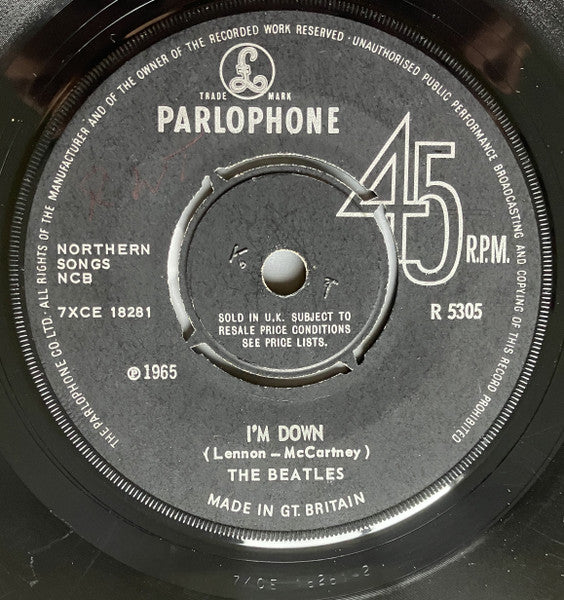 THE PARLOPHONE CO.LTD. · ALL RIGHTS OF THE MANUFACTURER AND OF THE OWNER OF THE RECORDED WORK RESERVED · UNAUTHORISED PUBLIC PERFORMANCE BROADCASTING AND COPYING OF THIS RECORD PROHIBITED
£
TRADE MARK
PARLOPHONE
45
R.P.M.
NORTHERN
SONGS
NCB
7XCE 18281
R 5305
K. T
SOLD IN U.K. SUBJECT TO
RESALE PRICE CONDITIONS
SEE PRICE LISTS.
℗ 1965
I'M DOWN
(Lennon – McCartney)
THE BEATLES
MADE IN GT. BRITAIN